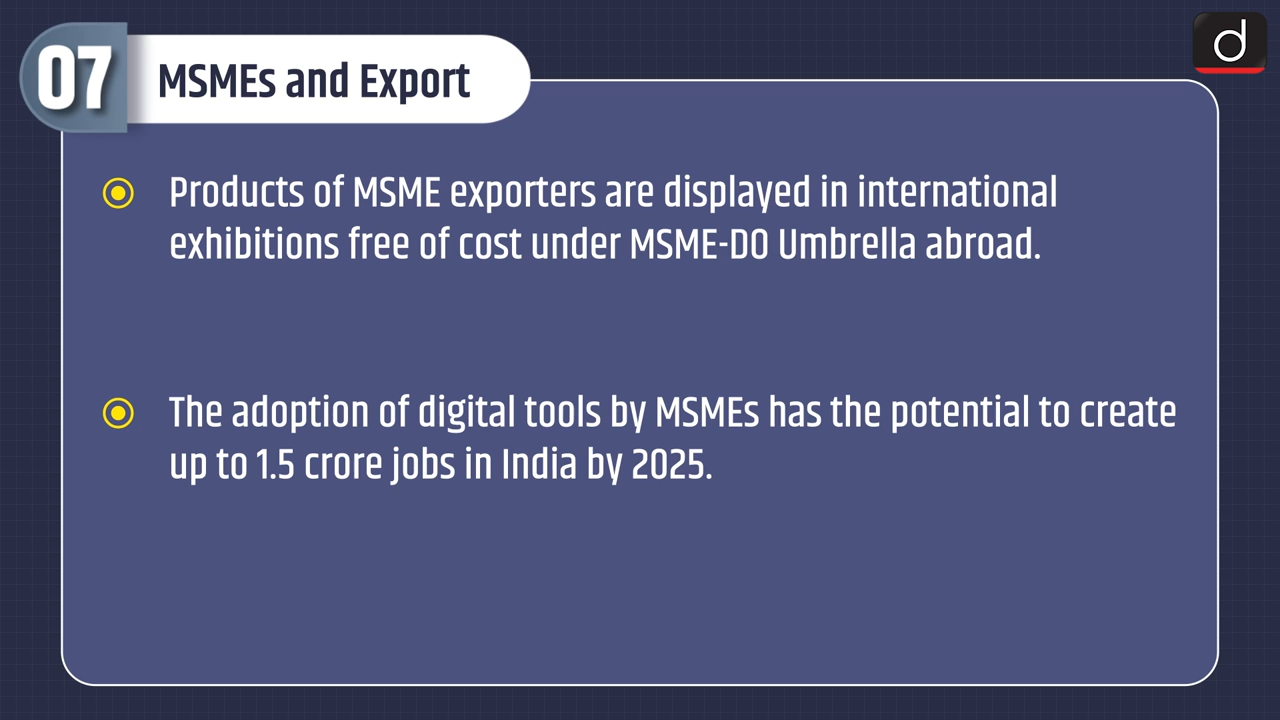 07
MSMEs and Export
d
Products of MSME exporters are displayed in international
exhibitions free of cost under MSME-DO Umbrella abroad.
The adoption of digital tools by MSMEs has the potential to create
up to 1.5 crore jobs in India by 2025.